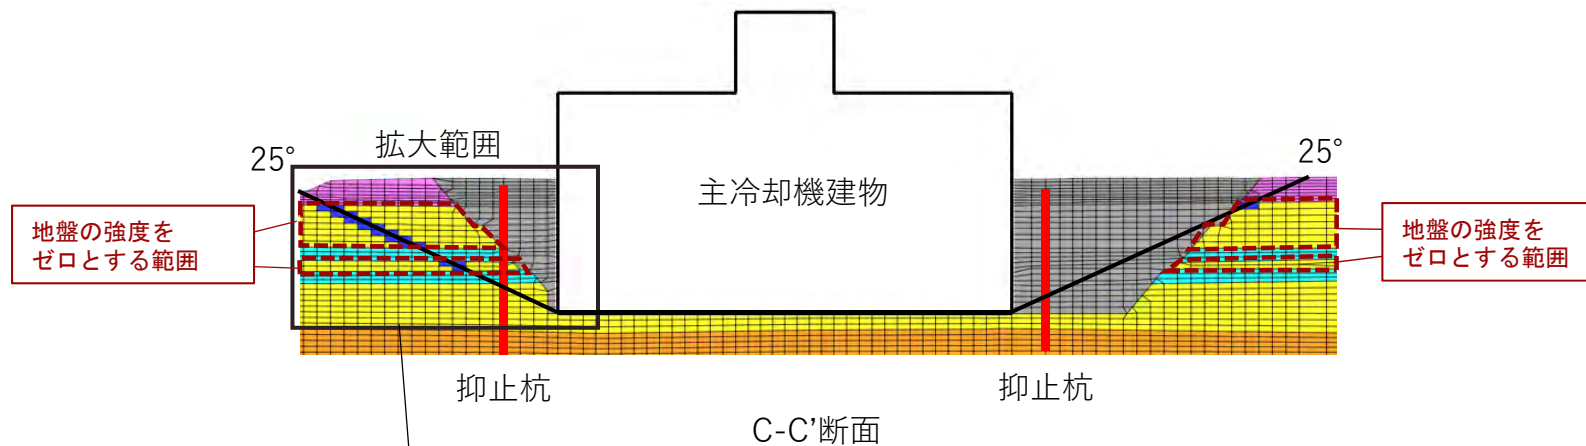 拡大範囲
25°
25°
主冷却機建物
地盤の強度を
ゼロとする範囲
地盤の強度を
ゼロとする範囲
抑止杭
抑止杭
C-C’断面